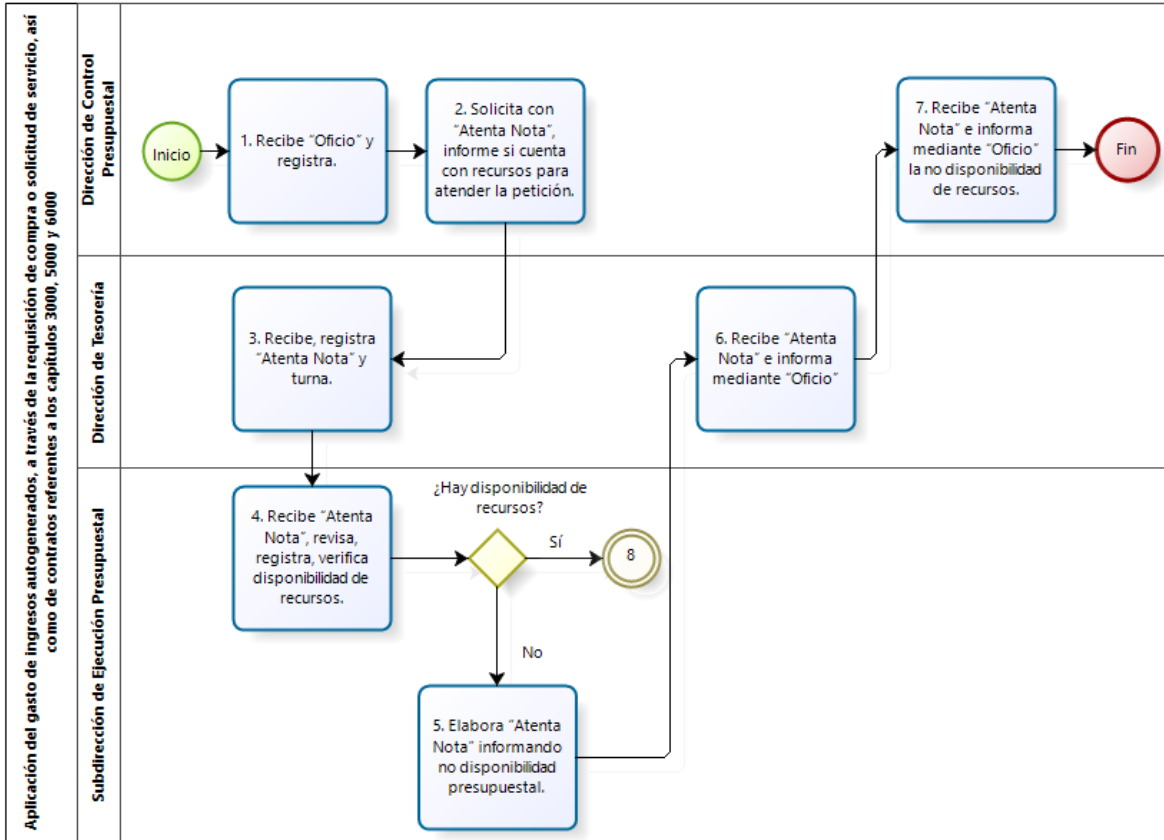 Aplicación del gasto de ingresos autogenerados, a través de la requisición de compra o solicitud de servicio, así
como de contratos referentes a los capítulos 3000, 5000 y 6000
Dirección de Control
Presupuestal
Inicio
1. Recibe “Oficio” y
registra.
2. Solicita con
“Atenta Nota”,
informe si cuenta
con recursos para
atender la petición.
7. Recibe “Atenta
Nota” e informa
mediante “Oficio”
la no disponibilidad
de recursos.
Fin
Dirección de Tesorería
3. Recibe, registra
“Atenta Nota” y
turna.
6. Recibe “Atenta
Nota” e informa
mediante “Oficio”
Subdirección de Ejecución Presupuestal
4. Recibe “Atenta
Nota”, revisa,
registra, verifica
disponibilidad de
recursos.
¿Hay disponibilidad de
recursos?
Sí
8
No
5. Elabora “Atenta
Nota” informando
no disponibilidad
presupuestal.